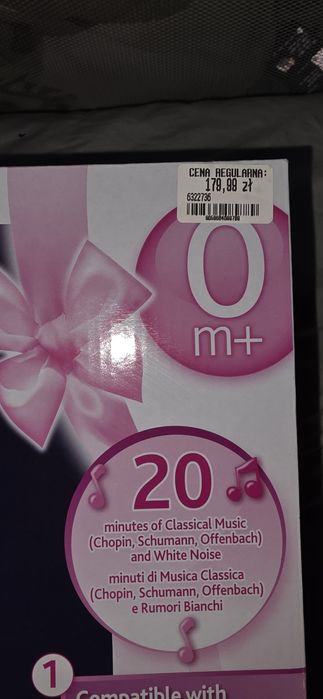 CENA REGULARNA:
179,99 zł
6322736
0
m+
20
minutes of Classical Music
(Chopin, Schumann, Offenbach)
and White Noise
minuti di Musica Classica
(Chopin, Schumann, Offenbach)
e Rumori Bianchi
1
Compatible with